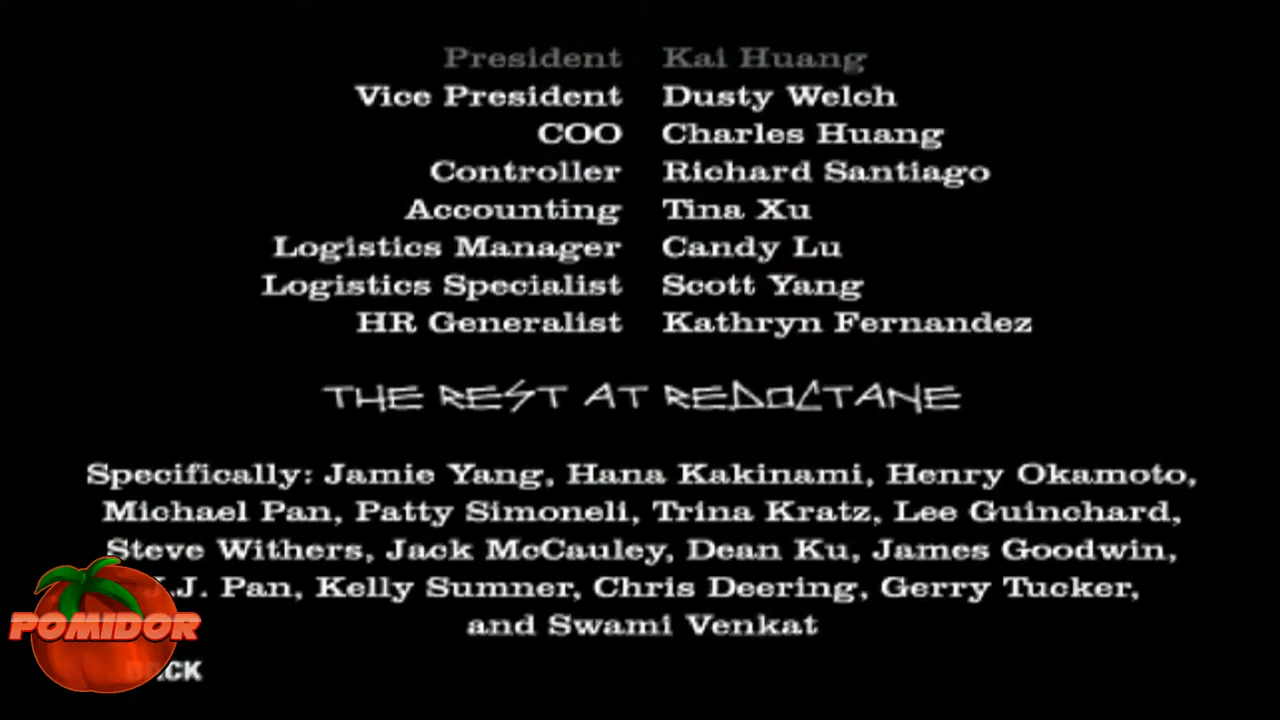 President Kai Huang
Vice President Dusty Welch
COO Charles Huang
Controller Richard Santiago
Accounting Tina Xu
Logistics Manager Candy Lu
Logistics Specialist Scott Yang
HR Generalist Kathryn Fernandez
THE REST AT REDOCTANE
Specifically: Jamie Yang, Hana Kakinami, Henry Okamoto,
Michael Pan, Patty Simoneli, Trina Kratz, Lee Guinchard,
Steve Withers, Jack McCauley, Dean Ku, James Goodwin,
Pan, Kelly Sumner, Chris Deering, Gerry Tucker,
and Swami Venkat
POMIDOR
BACK